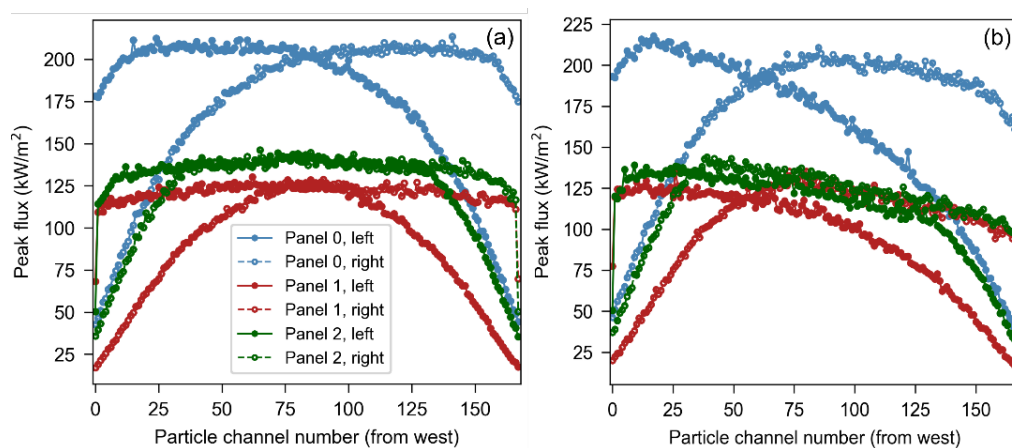 (a)
200
175
150
125
100
75
50
25
Peak flux (kW/m²)
Panel 0, left
Panel 0, right
Panel 1, left
Panel 1, right
Panel 2, left
Panel 2, right
0 25 50 75 100 125 150
Particle channel number (from west)
(b)
225
200
175
150
125
100
75
50
25
Peak flux (kW/m²)
0 25 50 75 100 125 150
Particle channel number (from west)